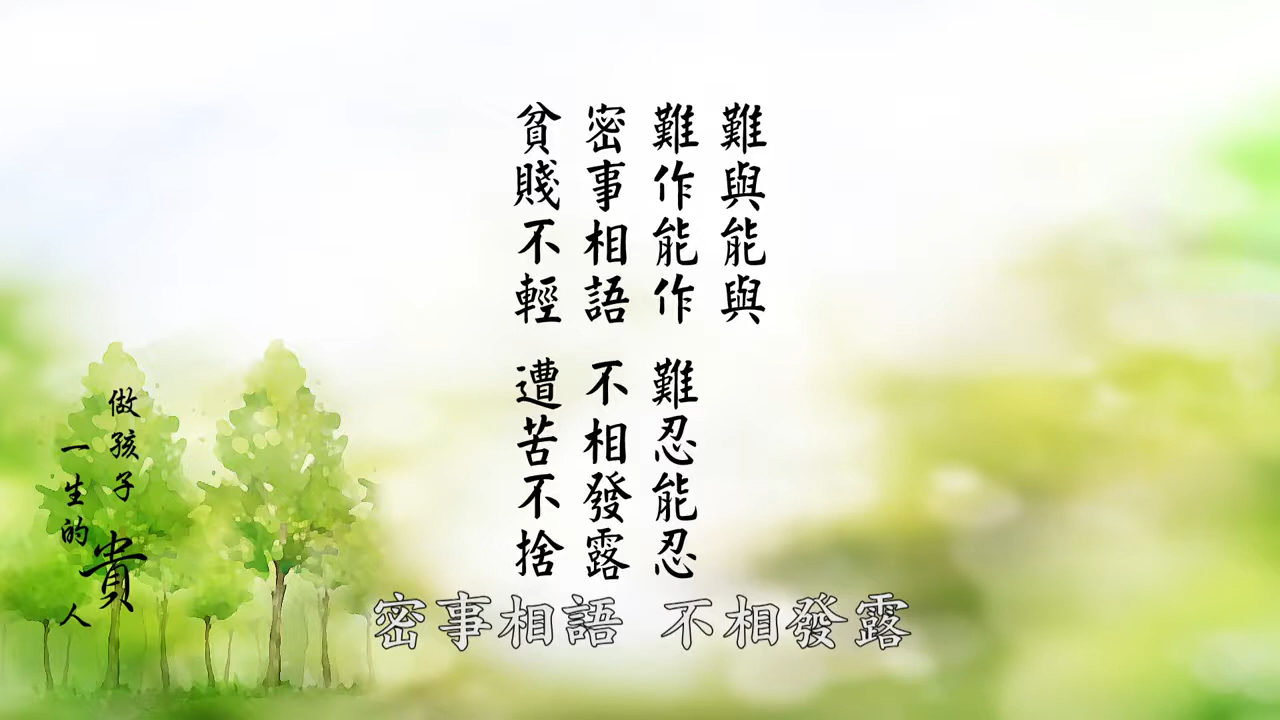 難與能與
難作能作 難忍能忍
密事相語 不相發露
貧賤不輕 遭苦不捨
做孩子
一生的
貴人
密事相語 不相發露